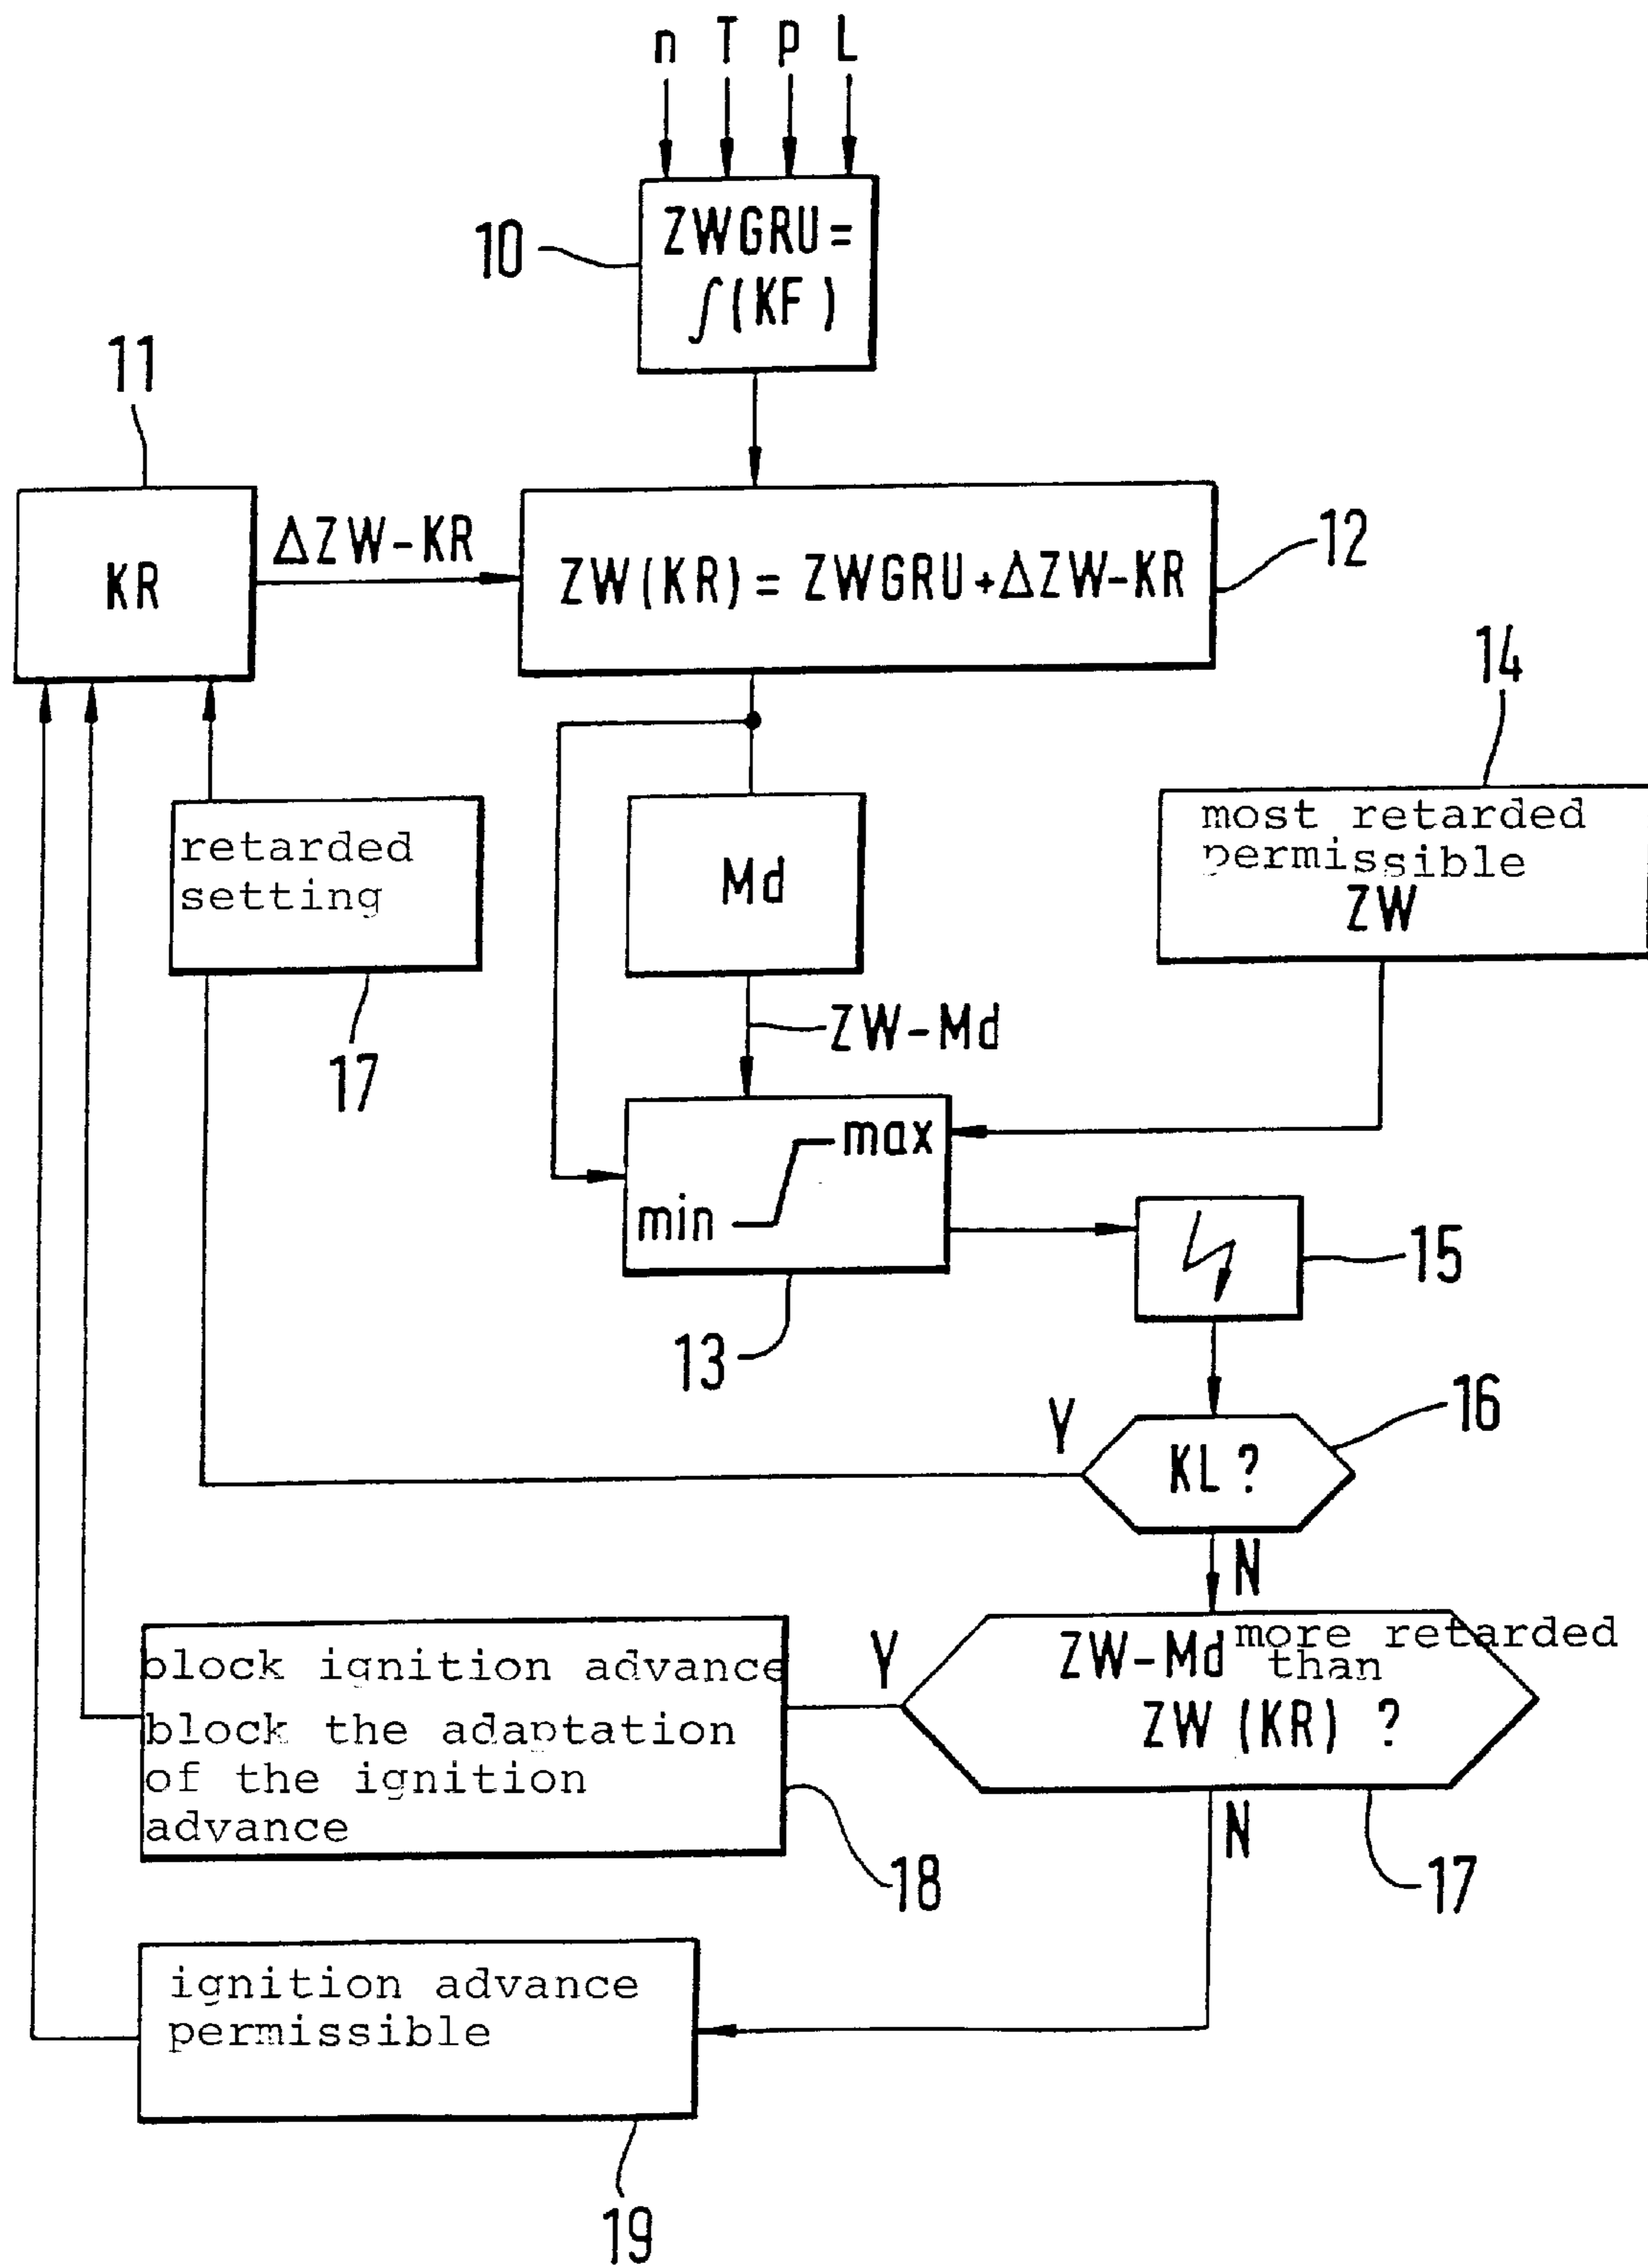 n T p L
10
ZWGRU =
∫(KF)
11
KR
ΔZW-KR
ZW(KR) = ZWGRU+ΔZW-KR
12
14
most retarded
permissible
ZW
retarded
setting
17
Md
ZW-Md
min
max
13
15
Y
KL ?
16
N
ZW-Md more retarded
than
ZW (KR) ?
17
Y
N
block ignition advance
block the adaptation
of the ignition
advance
18
ignition advance
permissible
19